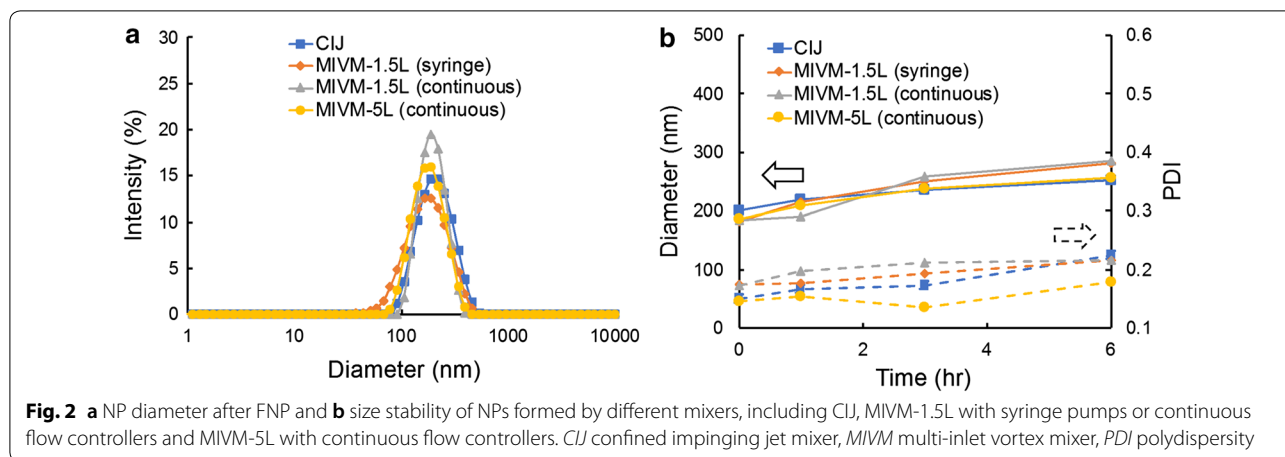 a
30
25
20
15
10
5
0
Intensity (%)
CIJ
MIVM-1.5L (syringe)
MIVM-1.5L (continuous)
MIVM-5L (continuous)
1 10 100 1000 10000
Diameter (nm)
b
500
400
300
200
100
0
Diameter (nm)
CIJ
MIVM-1.5L (syringe)
MIVM-1.5L (continuous)
MIVM-5L (continuous)
0.6
0.5
0.4
0.3
0.2
0.1
PDI
0 2 4 6
Time (hr)
Fig. 2 a NP diameter after FNP and b size stability of NPs formed by different mixers, including CIJ, MIVM-1.5L with syringe pumps or continuous
flow controllers and MIVM-5L with continuous flow controllers. CIJ confined impinging jet mixer, MIVM multi-inlet vortex mixer, PDI polydispersity